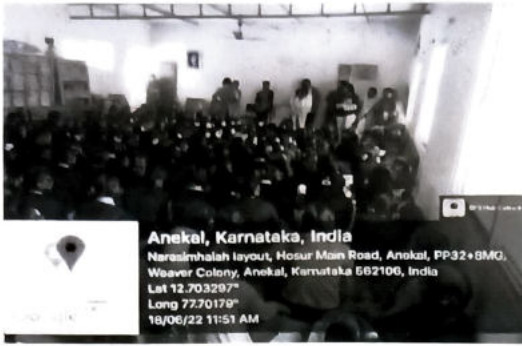 Anekal, Karnataka, India
Narasimhalah layout, Hosur Main Road, Anekal, PP32+8MG,
Weaver Colony, Anekal, Karnataka 562106, India
Lat 12.703297°
Long 77.70179°
18/06/22 11:51 AM